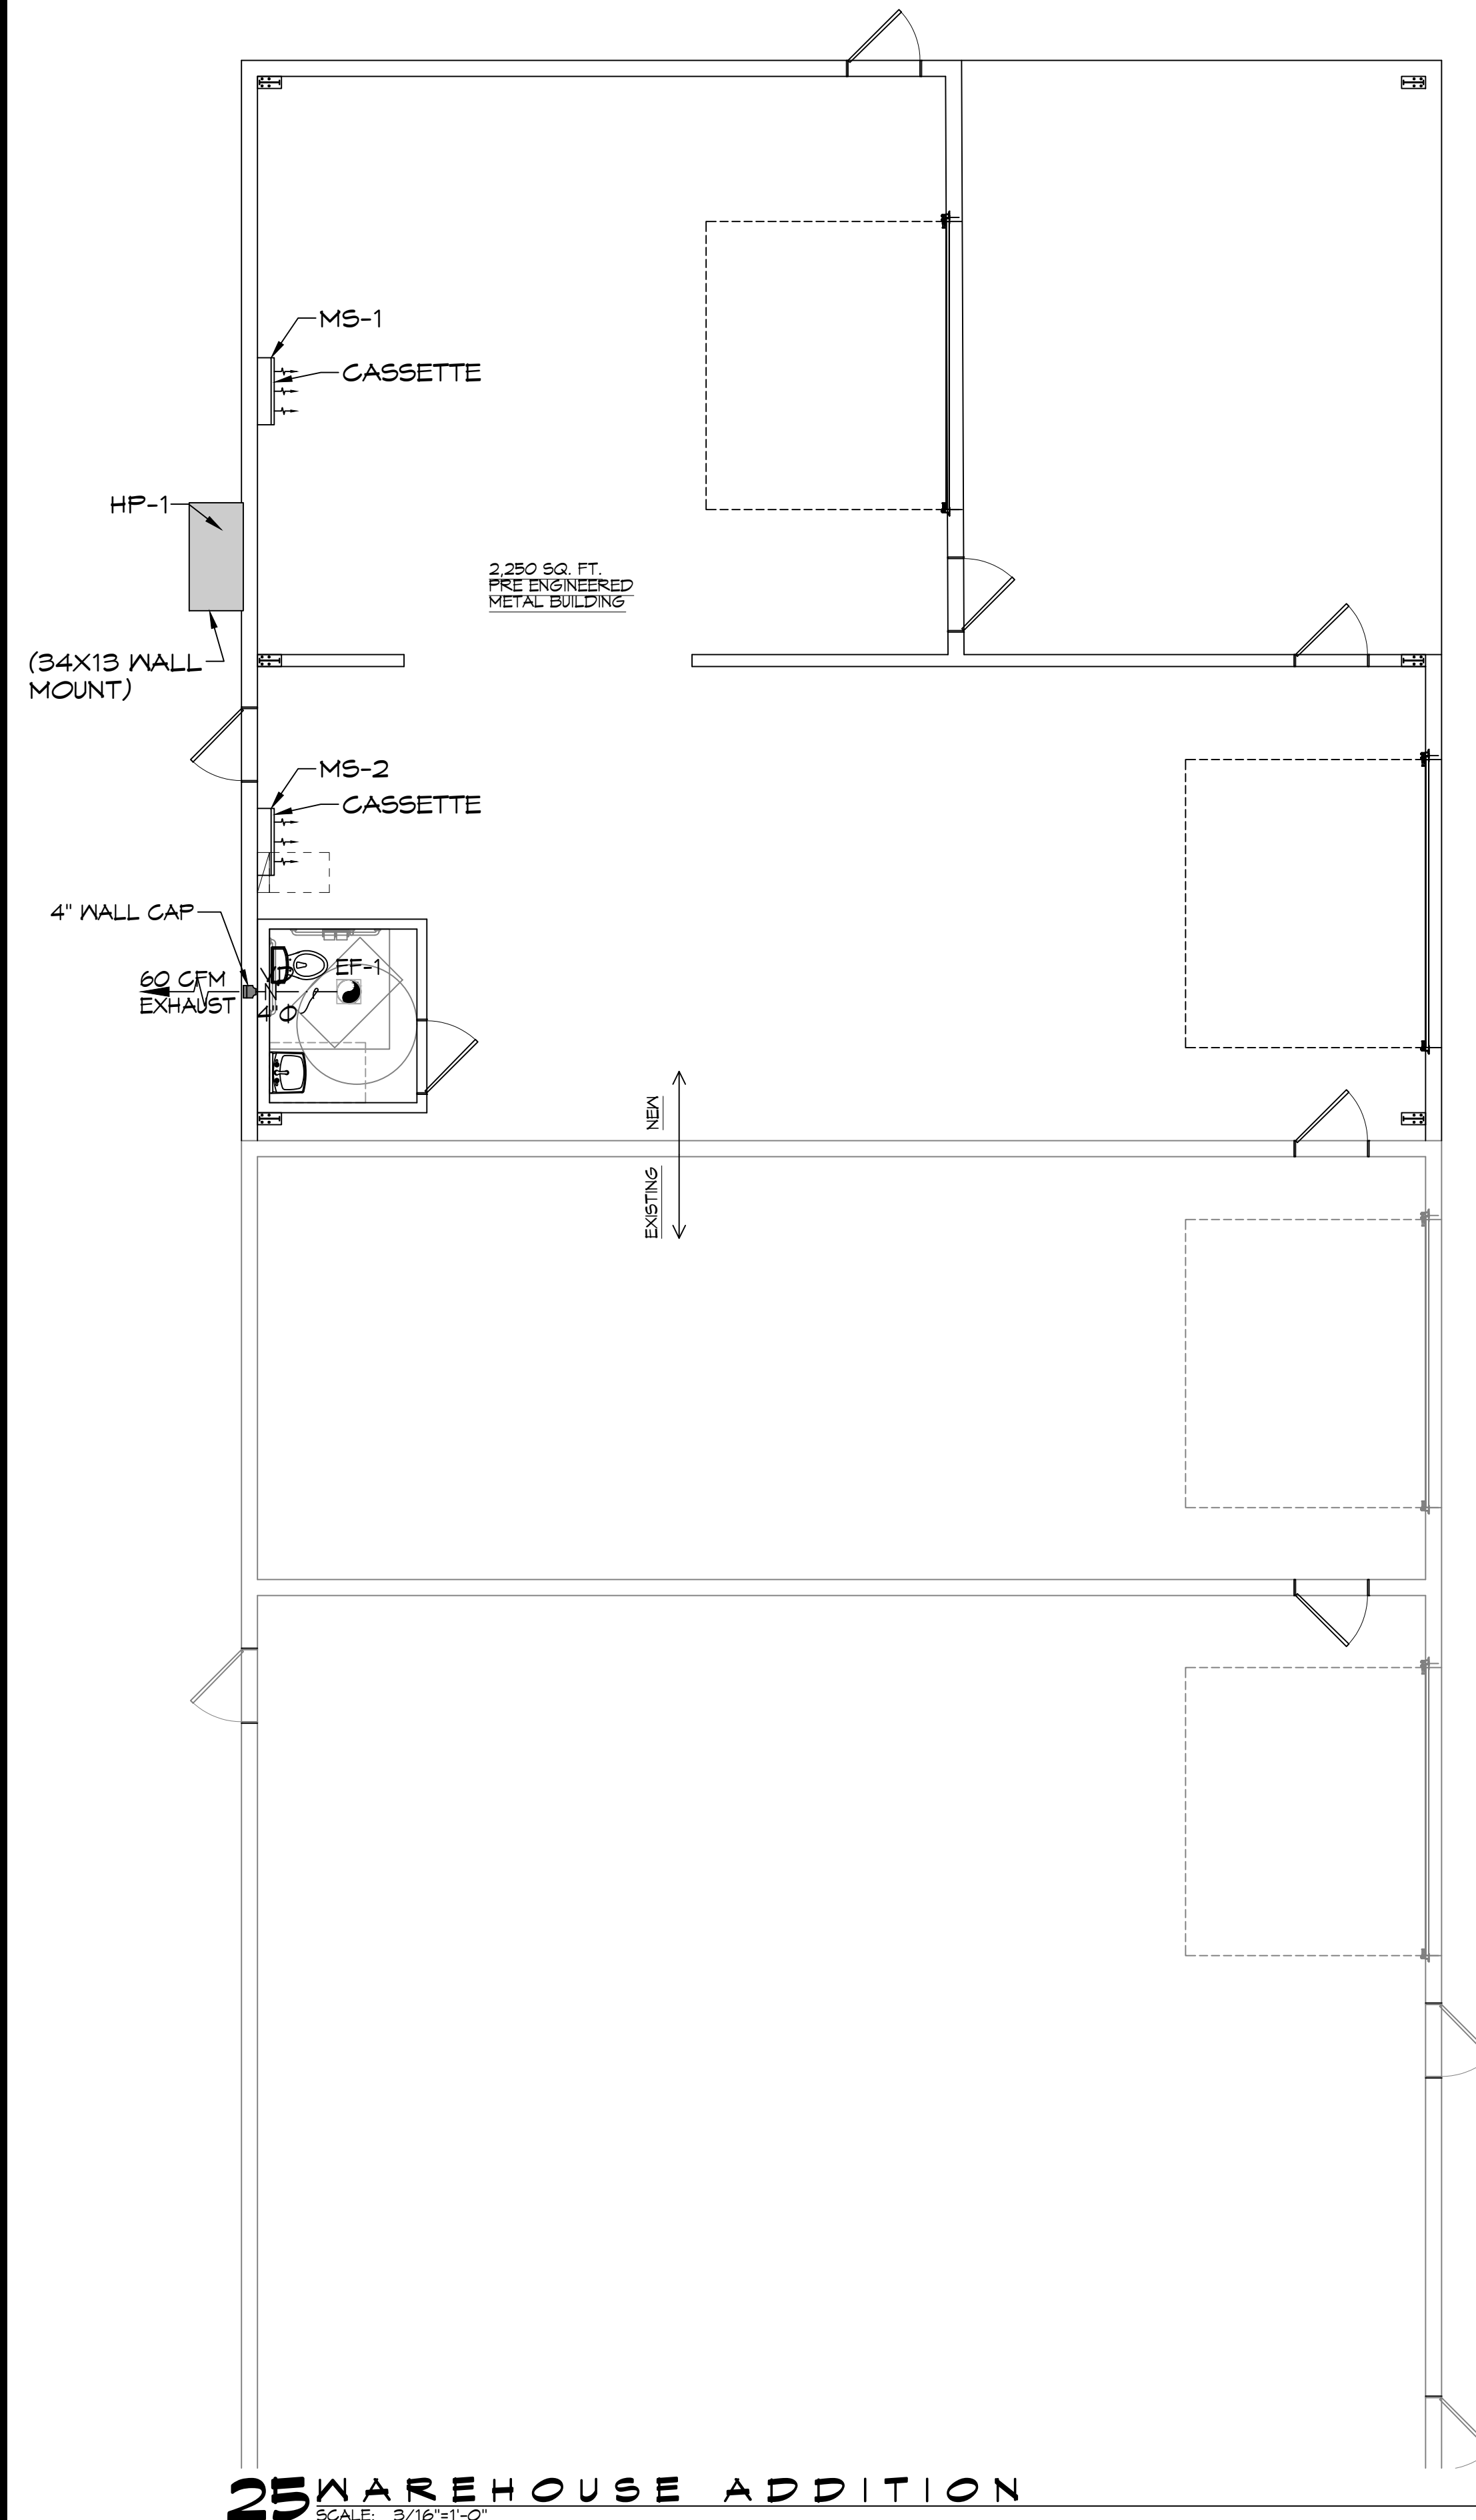 MS-1
CASSETTE
HP-1
2,250 SQ. FT.
PRE ENGINEERED
METAL BUILDING
(34X13 WALL
MOUNT)
MS-2
CASSETTE
4" WALL CAP
60 CFM
EXHAUST
EF-1
4"Ø
NEW
EXISTING
25 WAREHOUSE ADDITION
SCALE: 3/16"=1'-0"